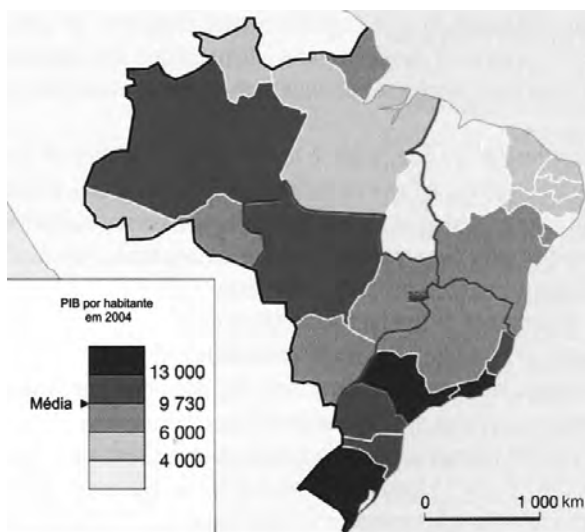 PIB por habitante
em 2004
13 000
Média
9 730
6 000
4 000
0 1 000 km